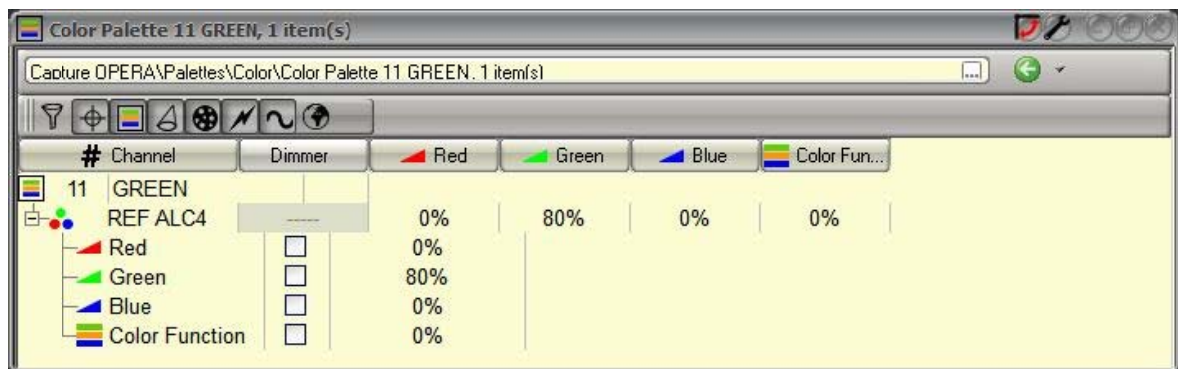 Color Palette 11 GREEN, 1 item(s)
Capture OPERA\Palettes\Color\Color Palette 11 GREEN. 1 item(s)
...
# Channel Dimmer Red Green Blue Color Fun...
11 GREEN
REF ALC4 ----- 0% 80% 0% 0%
Red 0%
Green 80%
Blue 0%
Color Function 0%